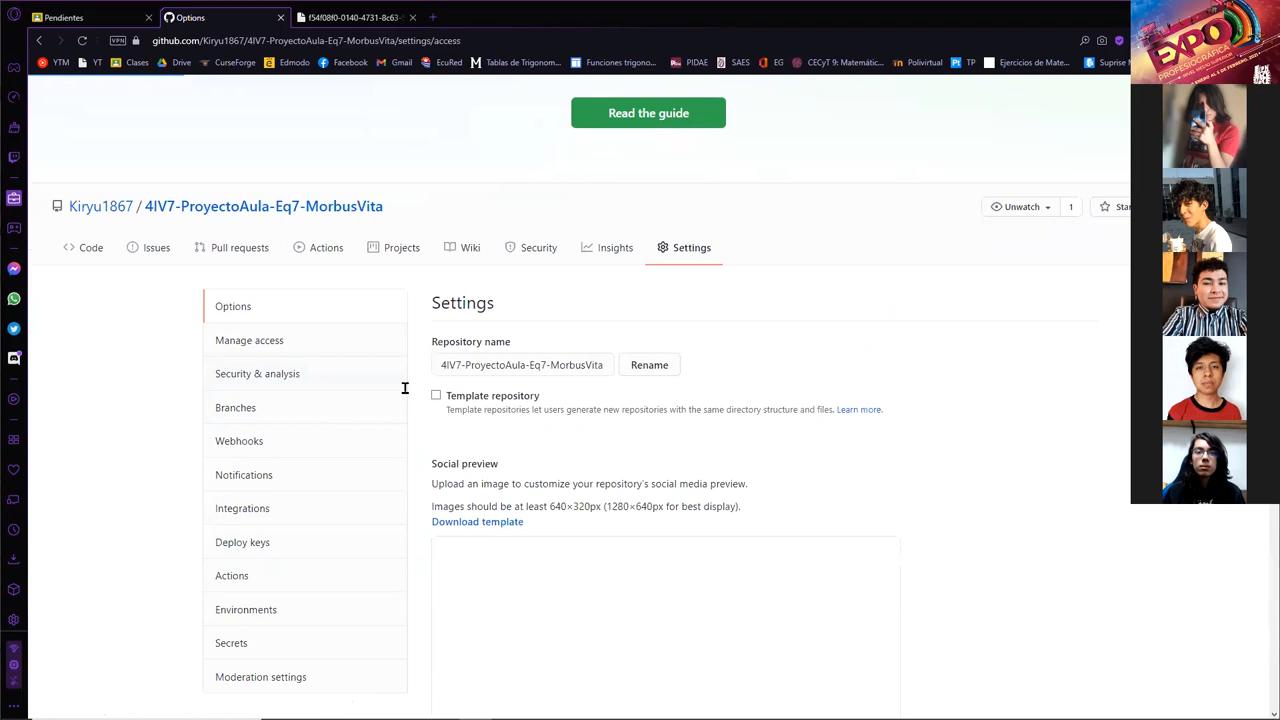 Pendientes
Options
f54f08f0-0140-4731-8c63-
VPN
github.com/Kiryu1867/4IV7-ProyectoAula-Eq7-MorbusVita/settings/access
YTM YT Clases Drive CurseForge Edmodo Facebook Gmail EcuRed Tablas de Trigonom... Funciones trigono... PIDAE SAES EG CECyT 9: Matemátic... Polivirtual TP Ejercicios de Mate... Suprise M
EXPO
PROFESIOGRÁFICA
Read the guide
Kiryu1867 / 4IV7-ProyectoAula-Eq7-MorbusVita
Unwatch 1 Star
Code Issues Pull requests Actions Projects Wiki Security Insights Settings
Options
Manage access
Security & analysis
Branches
Webhooks
Notifications
Integrations
Deploy keys
Actions
Environments
Secrets
Moderation settings
Settings
Repository name
4IV7-ProyectoAula-Eq7-MorbusVita Rename
Template repository
Template repositories let users generate new repositories with the same directory structure and files. Learn more.
Social preview
Upload an image to customize your repository's social media preview.
Images should be at least 640×320px (1280×640px for best display).
Download template